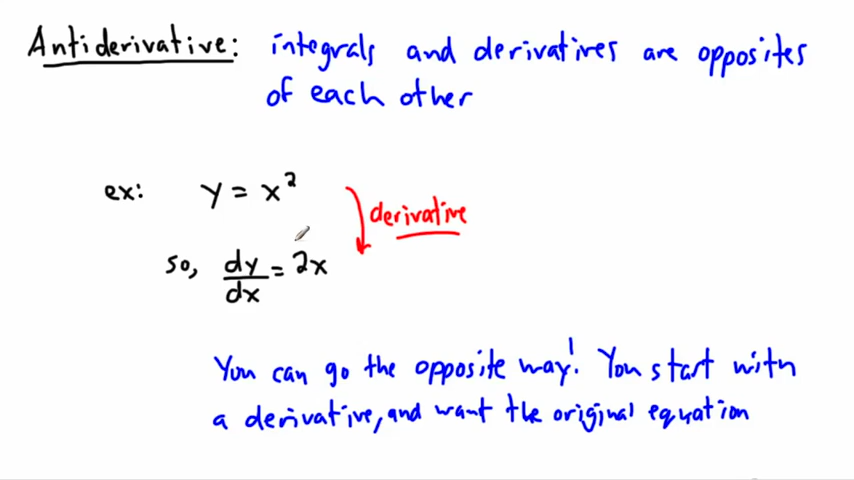 Antiderivative: integrals and derivatives are opposites
of each other
ex: y = x²
derivative
so, dy/dx = 2x
You can go the opposite way! You start with
a derivative, and want the original equation